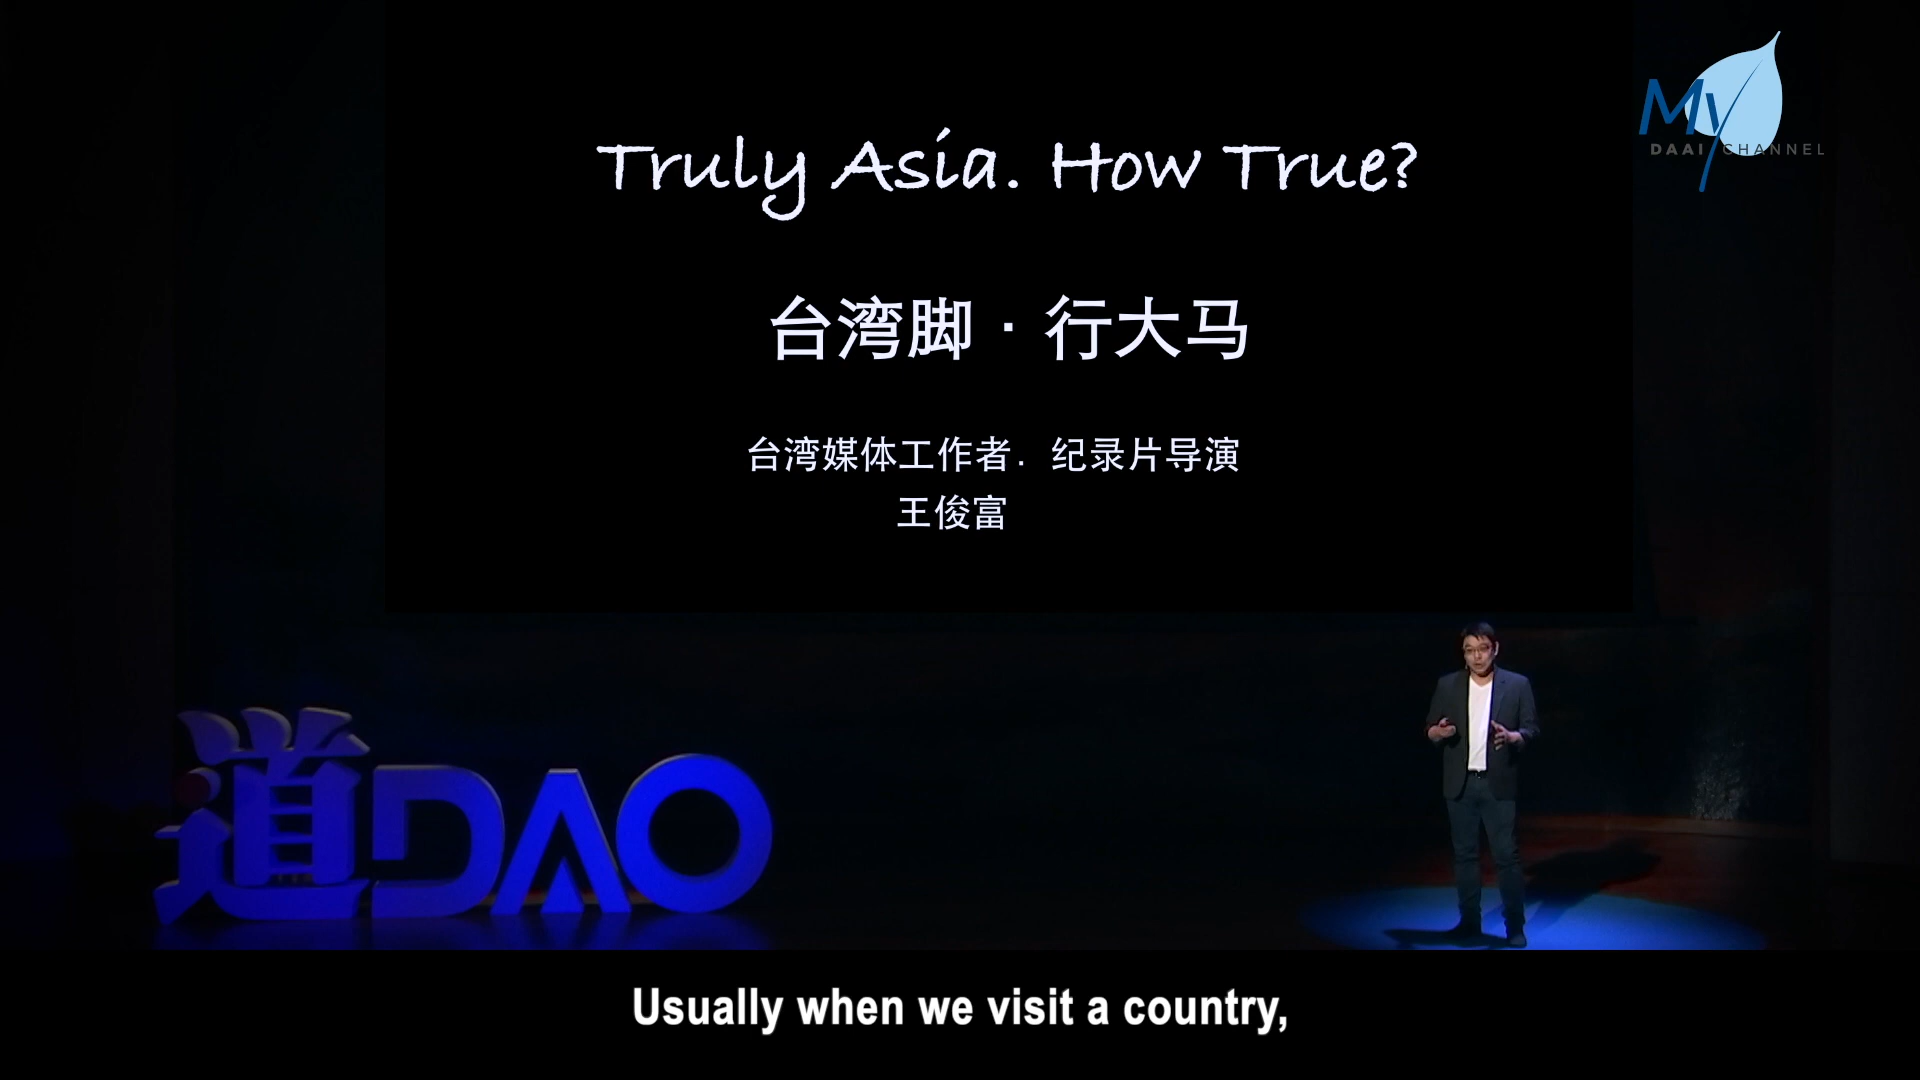 Truly Asia. How True?
My
DAAI CHANNEL
台湾脚·行大马
台湾媒体工作者. 纪录片导演
王俊富
道DAO
Usually when we visit a country,